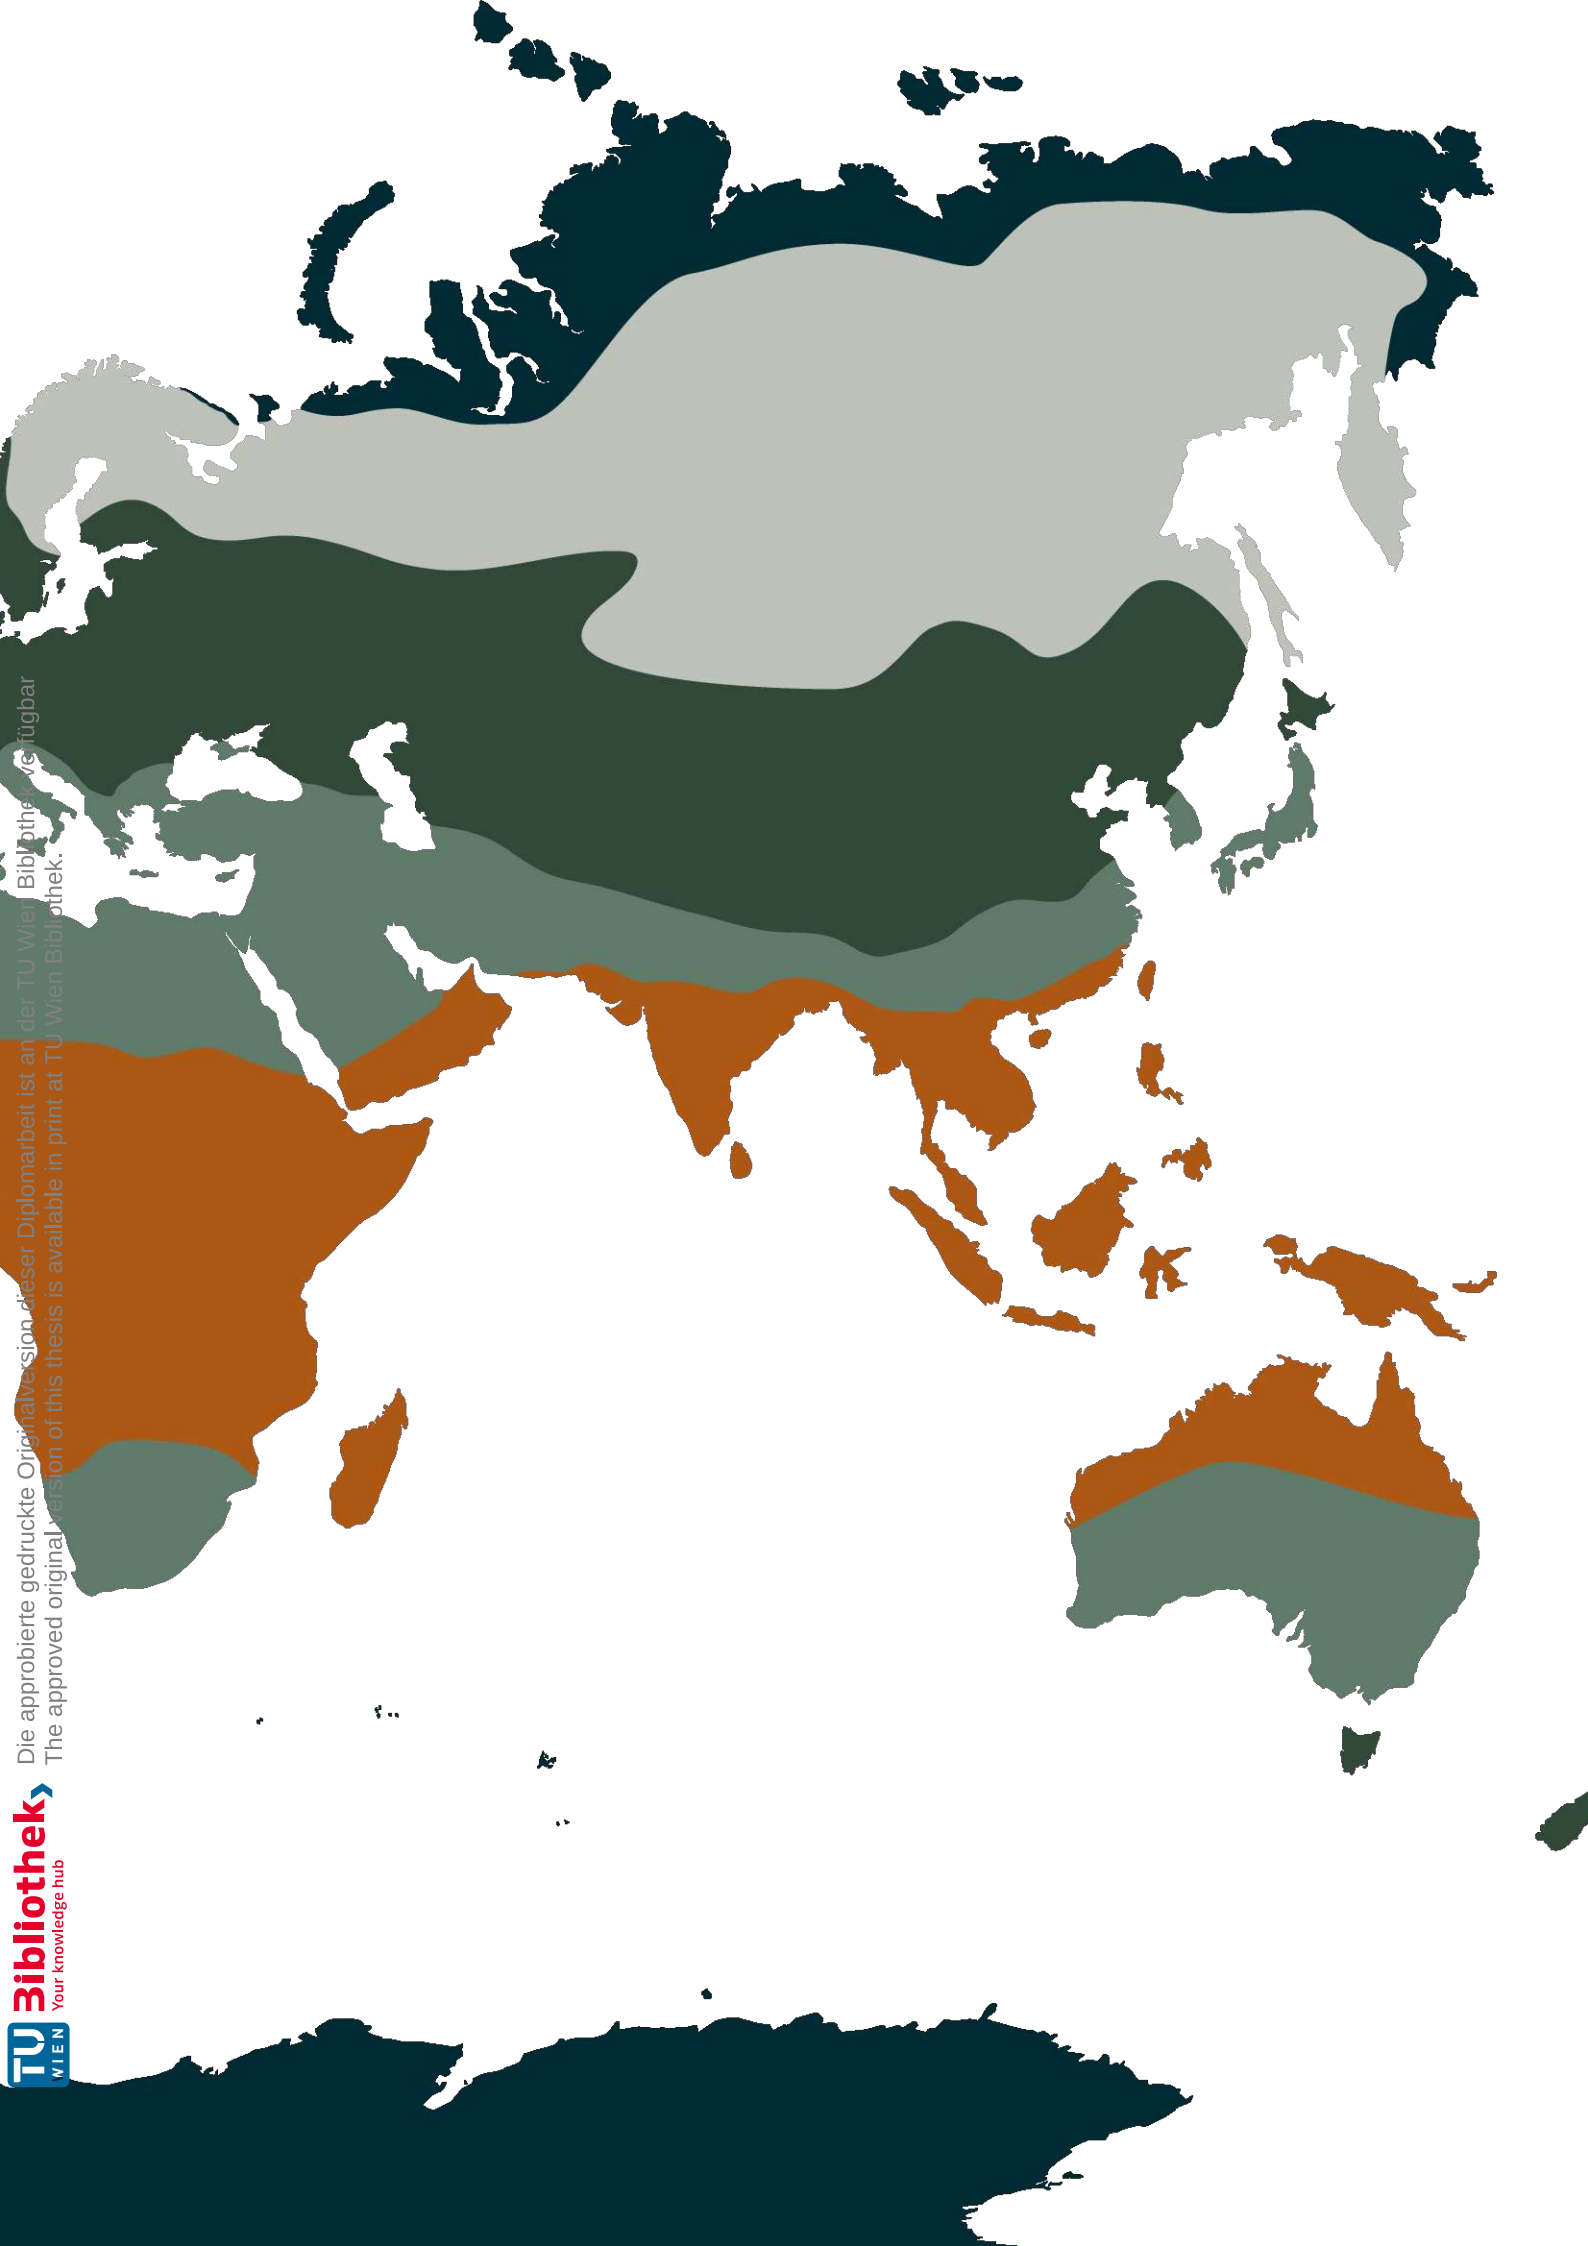 Die approbierte gedruckte Originalversion dieser Diplomarbeit ist an der TU Wien Bibliothek verfügbar
The approved original version of this thesis is available in print at TU Wien Bibliothek.
TU WIEN
Bibliothek
Your knowledge hub